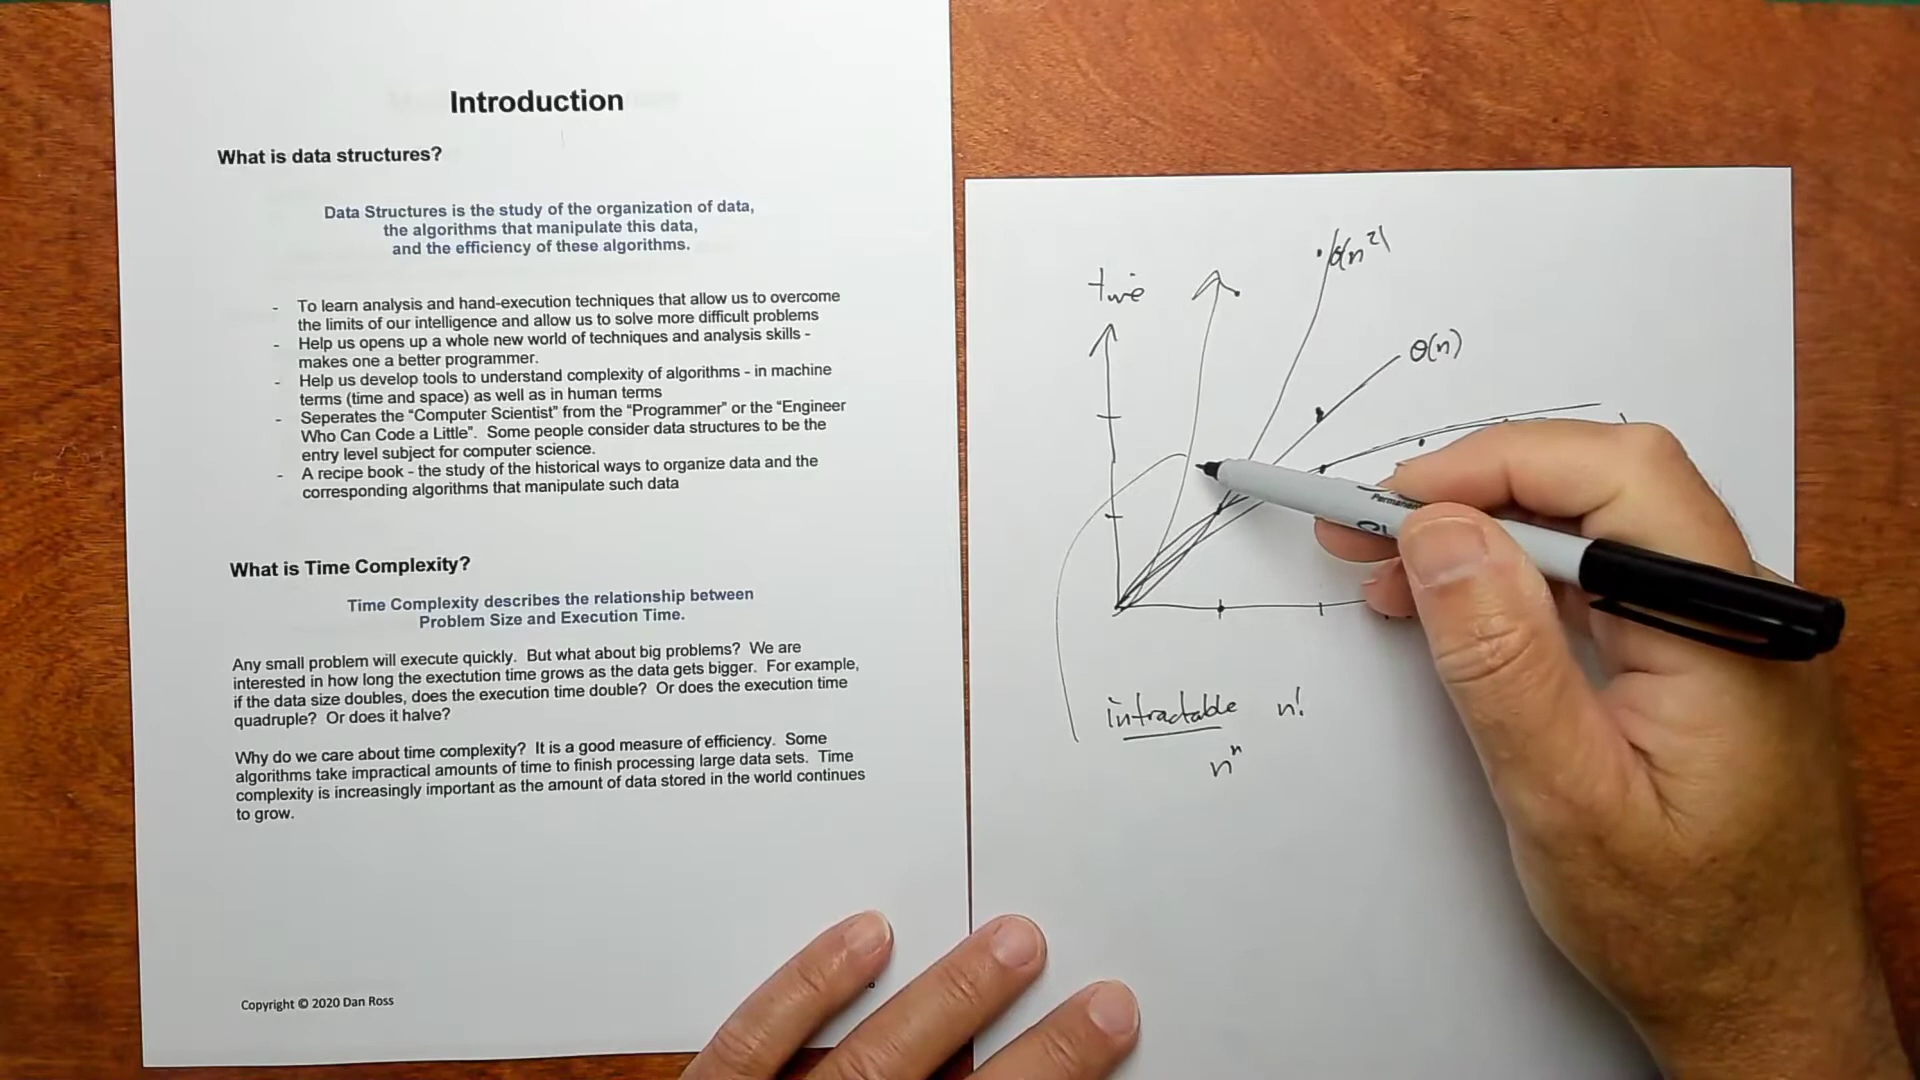 Introduction
What is data structures?
Data Structures is the study of the organization of data,
the algorithms that manipulate this data,
and the efficiency of these algorithms.
- To learn analysis and hand-execution techniques that allow us to overcome
the limits of our intelligence and allow us to solve more difficult problems
- Help us opens up a whole new world of techniques and analysis skills -
makes one a better programmer.
- Help us develop tools to understand complexity of algorithms - in machine
terms (time and space) as well as in human terms
- Seperates the “Computer Scientist” from the “Programmer” or the “Engineer
Who Can Code a Little”. Some people consider data structures to be the
entry level subject for computer science.
- A recipe book - the study of the historical ways to organize data and the
corresponding algorithms that manipulate such data
What is Time Complexity?
Time Complexity describes the relationship between
Problem Size and Execution Time.
Any small problem will execute quickly. But what about big problems? We are
interested in how long the exectution time grows as the data gets bigger. For example,
if the data size doubles, does the execution time double? Or does the execution time
quadruple? Or does it halve?
Why do we care about time complexity? It is a good measure of efficiency. Some
algorithms take impractical amounts of time to finish processing large data sets. Time
complexity is increasingly important as the amount of data stored in the world continues
to grow.
Copyright © 2020 Dan Ross
time
(n²)
θ(n)
intractable n!
nⁿ
Permanent